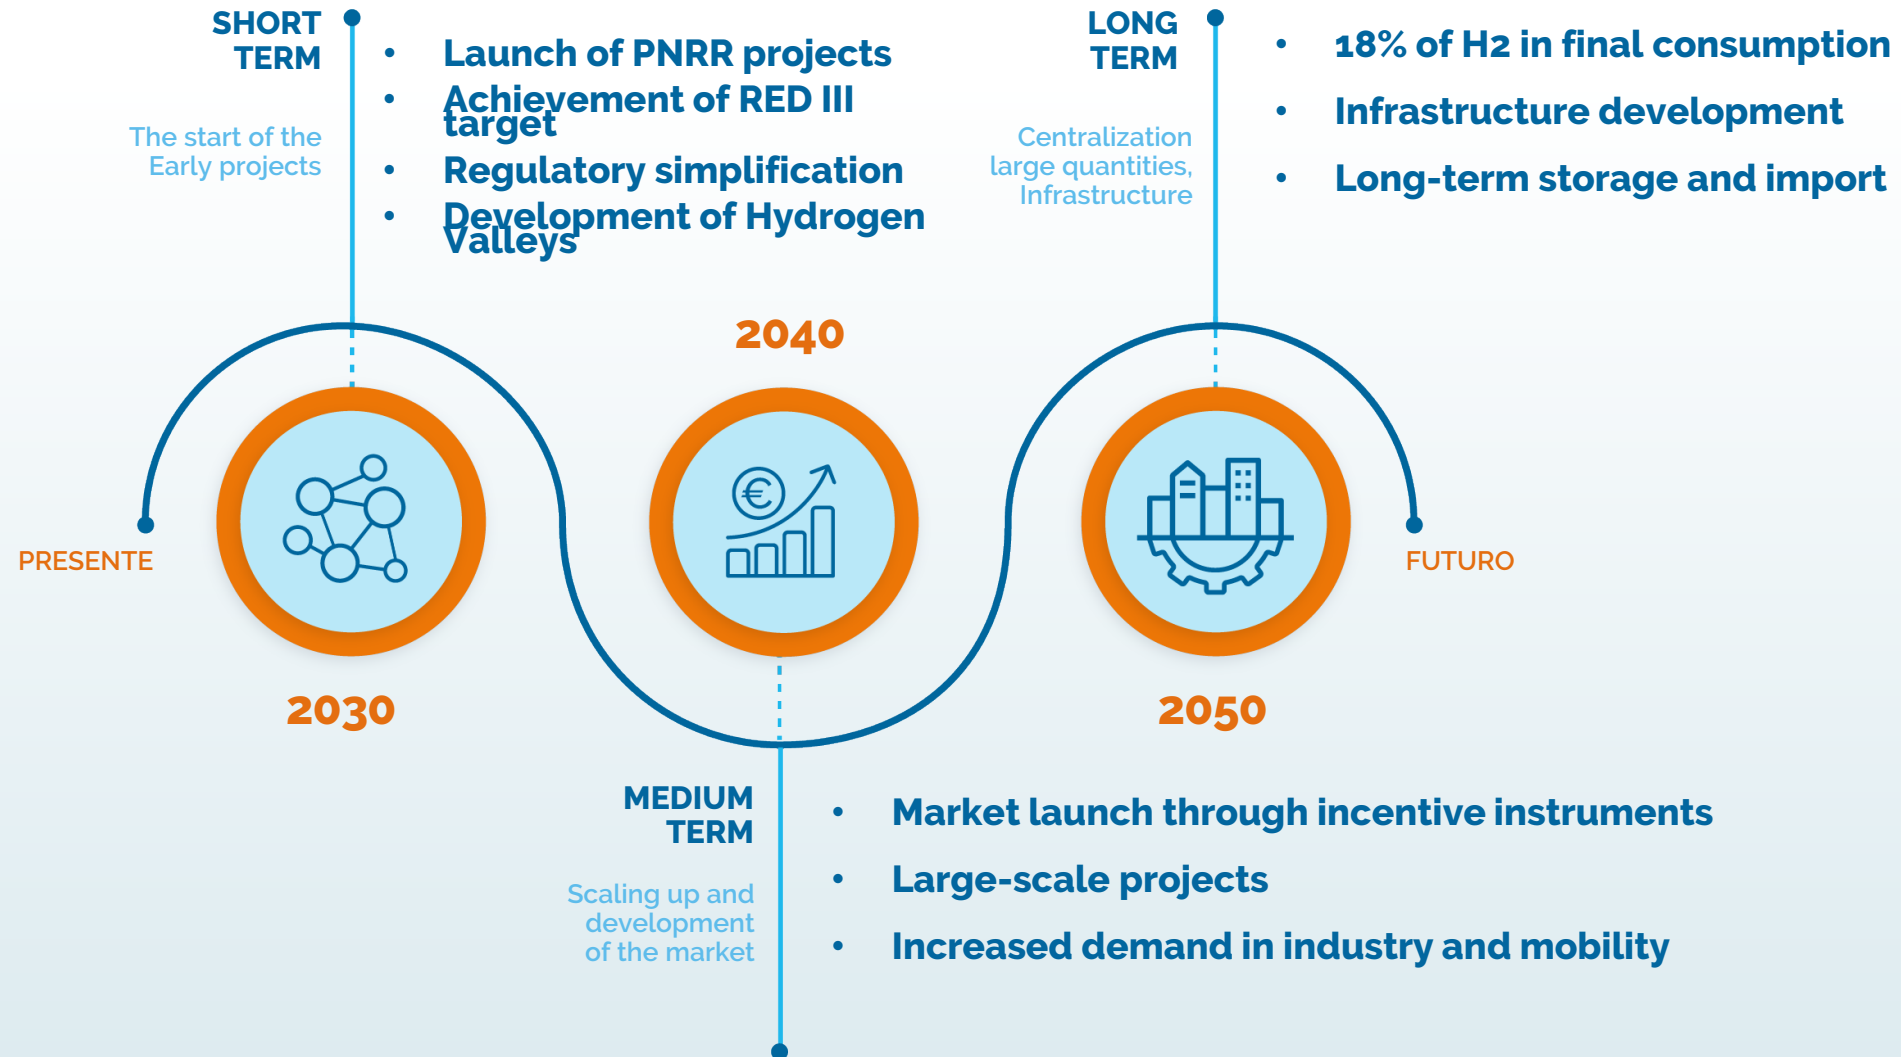 SHORT
TERM
The start of the
Early projects
• Launch of PNRR projects
• Achievement of RED III
target
• Regulatory simplification
• Development of Hydrogen
Valleys
LONG
TERM
Centralization
large quantities,
Infrastructure
• 18% of H2 in final consumption
• Infrastructure development
• Long-term storage and import
2040
€
PRESENTE
FUTURO
2030
2050
MEDIUM
TERM
Scaling up and
development
of the market
• Market launch through incentive instruments
• Large-scale projects
• Increased demand in industry and mobility